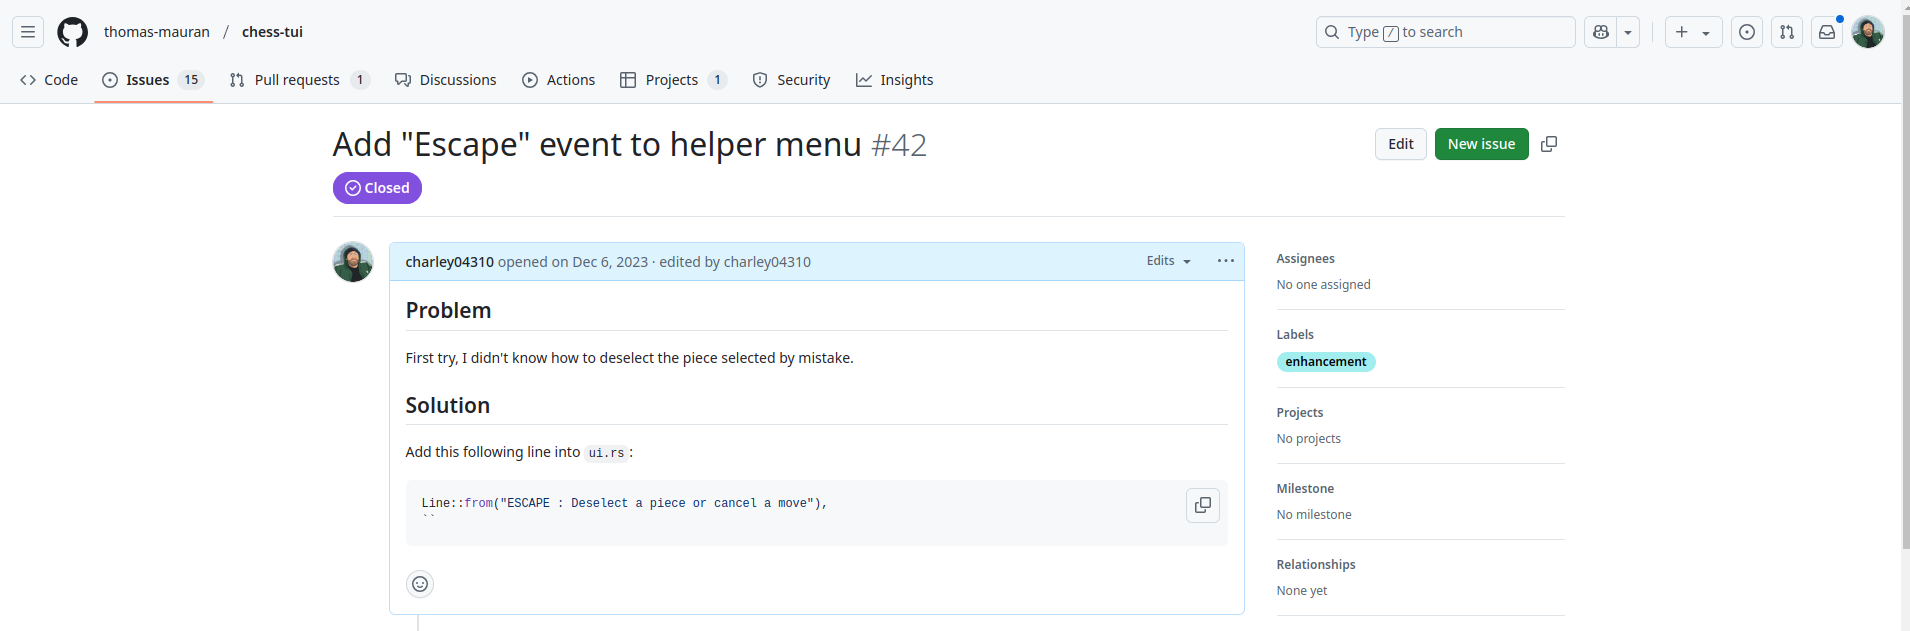 thomas-mauran / chess-tui
Type / to search
Code
Issues 15
Pull requests 1
Discussions
Actions
Projects 1
Security
Insights
Add "Escape" event to helper menu #42
Edit
New issue
Closed
charley04310 opened on Dec 6, 2023 · edited by charley04310
Edits
Problem
First try, I didn't know how to deselect the piece selected by mistake.
Solution
Add this following line into ui.rs :
Line::from("ESCAPE : Deselect a piece or cancel a move"),
``
Assignees
No one assigned
Labels
enhancement
Projects
No projects
Milestone
No milestone
Relationships
None yet